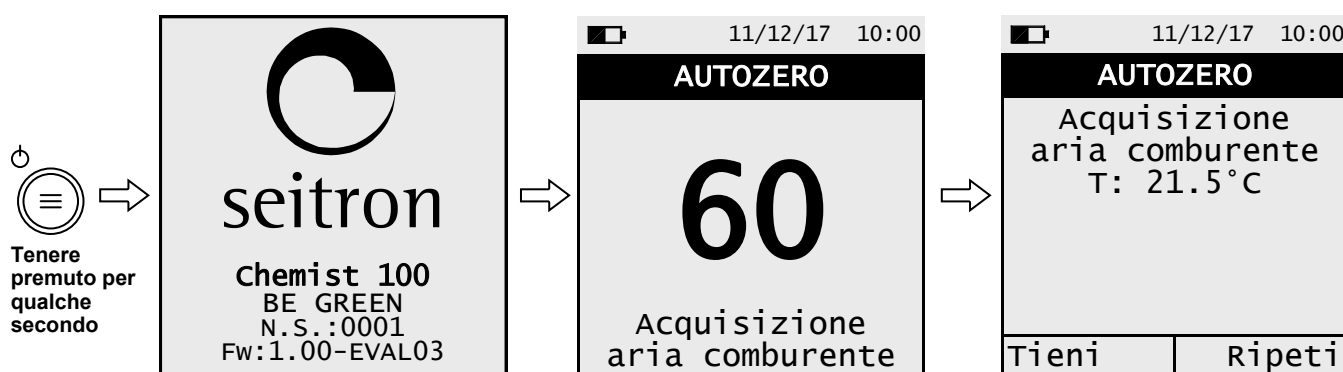 Tenere
premuto per
qualche
secondo
seitron
Chemist 100
BE GREEN
N.S.:0001
Fw:1.00-EVAL03
11/12/17 10:00
AUTOZERO
60
Acquisizione
aria comburente
11/12/17 10:00
AUTOZERO
Acquisizione
aria comburente
T: 21.5°C
Tieni Ripeti